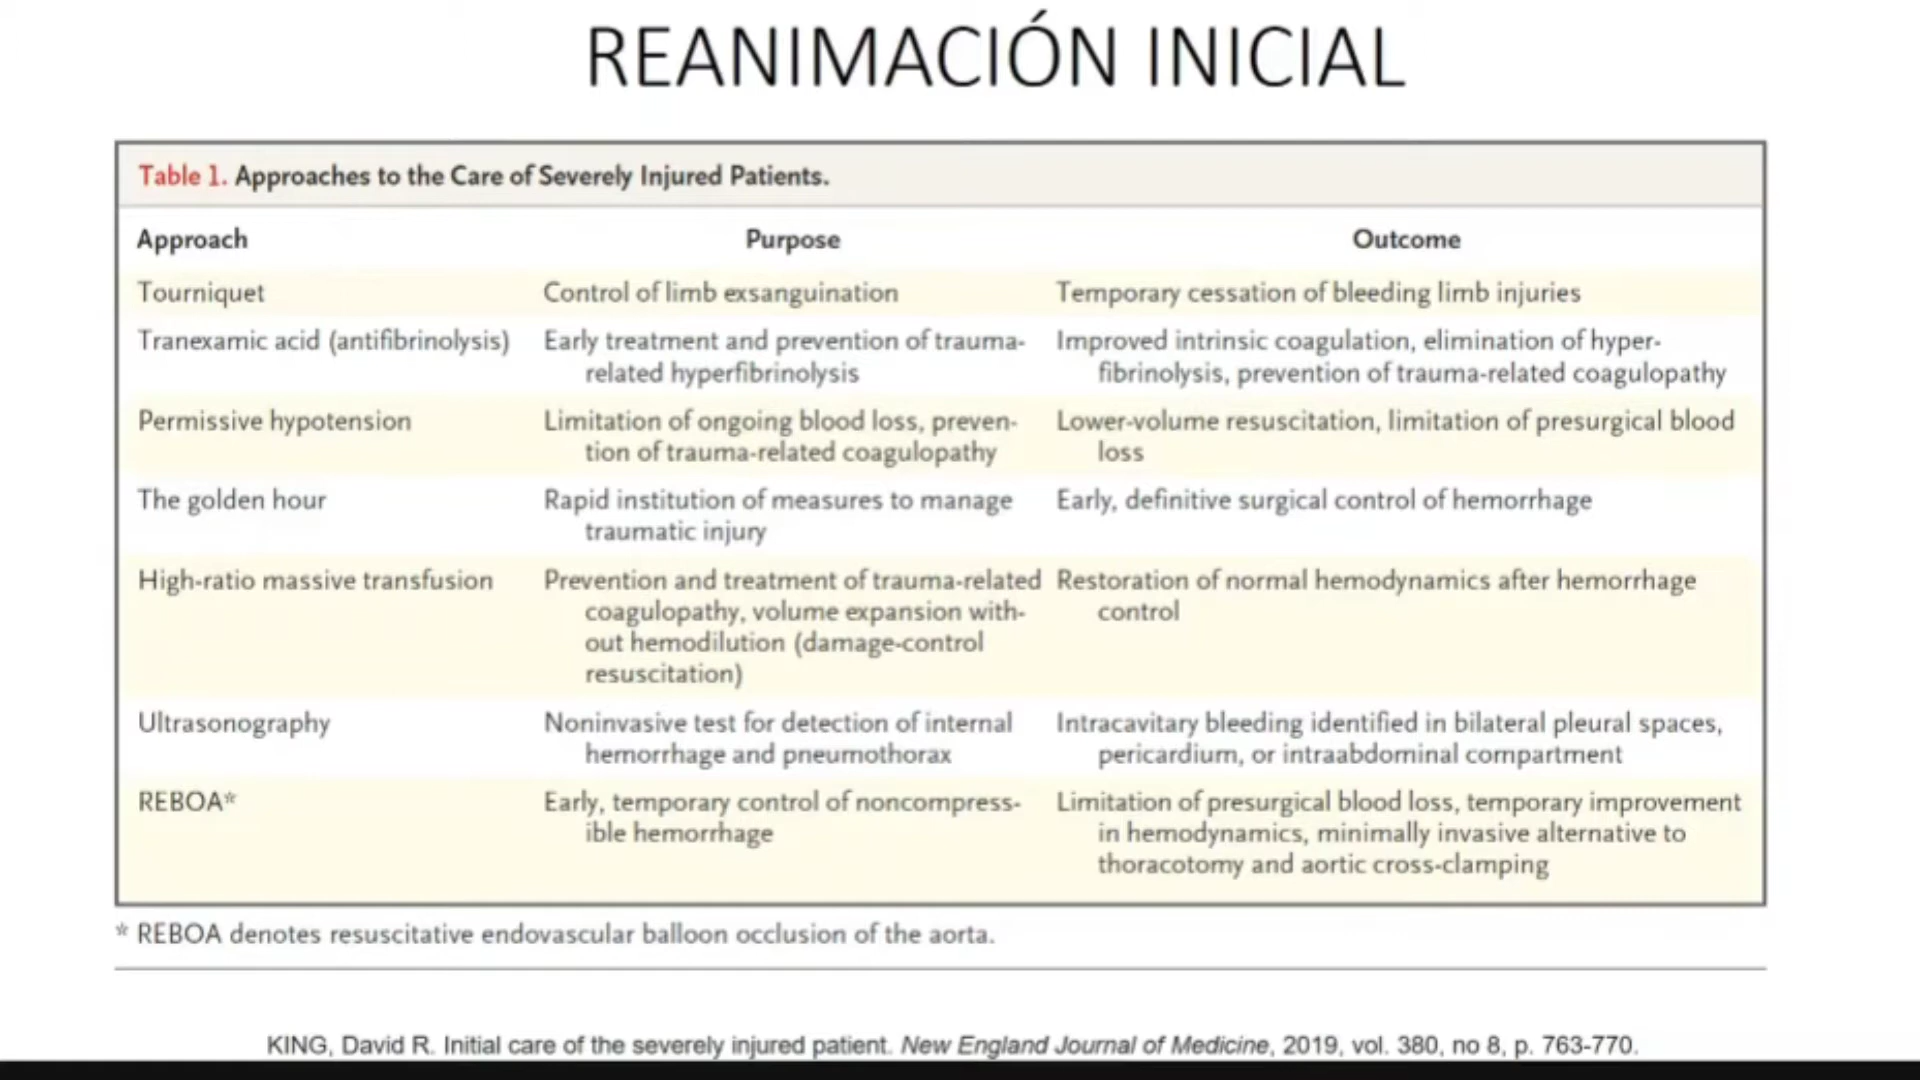 REANIMACIÓN INICIAL
Table 1. Approaches to the Care of Severely Injured Patients.
Approach Purpose Outcome
Tourniquet Control of limb exsanguination Temporary cessation of bleeding limb injuries
Tranexamic acid (antifibrinolysis) Early treatment and prevention of trauma- Improved intrinsic coagulation, elimination of hyper-
related hyperfibrinolysis fibrinolysis, prevention of trauma-related coagulopathy
Permissive hypotension Limitation of ongoing blood loss, preven- Lower-volume resuscitation, limitation of presurgical blood
tion of trauma-related coagulopathy loss
The golden hour Rapid institution of measures to manage Early, definitive surgical control of hemorrhage
traumatic injury
High-ratio massive transfusion Prevention and treatment of trauma-related Restoration of normal hemodynamics after hemorrhage
coagulopathy, volume expansion with- control
out hemodilution (damage-control
resuscitation)
Ultrasonography Noninvasive test for detection of internal Intracavitary bleeding identified in bilateral pleural spaces,
hemorrhage and pneumothorax pericardium, or intraabdominal compartment
REBOA* Early, temporary control of noncompress- Limitation of presurgical blood loss, temporary improvement
ible hemorrhage in hemodynamics, minimally invasive alternative to
thoracotomy and aortic cross-clamping
* REBOA denotes resuscitative endovascular balloon occlusion of the aorta.
KING, David R. Initial care of the severely injured patient. New England Journal of Medicine, 2019, vol. 380, no 8, p. 763-770.